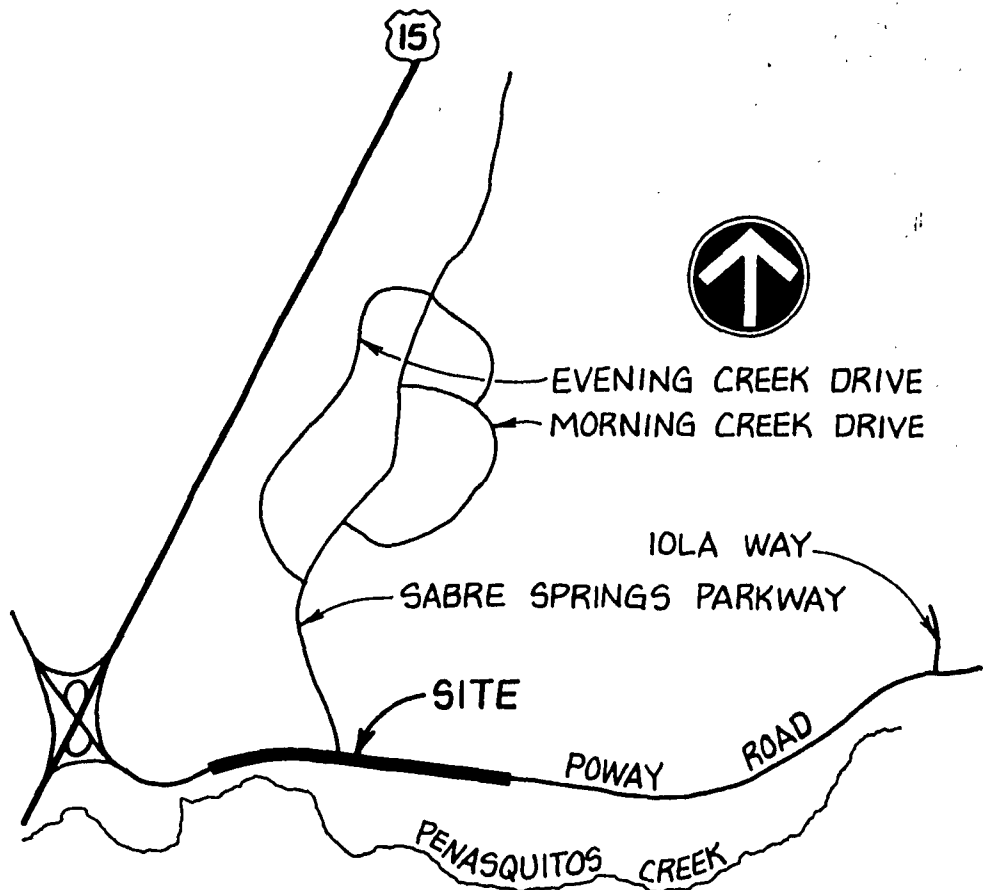 15
EVENING CREEK DRIVE
MORNING CREEK DRIVE
IOLA WAY
SABRE SPRINGS PARKWAY
SITE
POWAY ROAD
PENASQUITOS CREEK